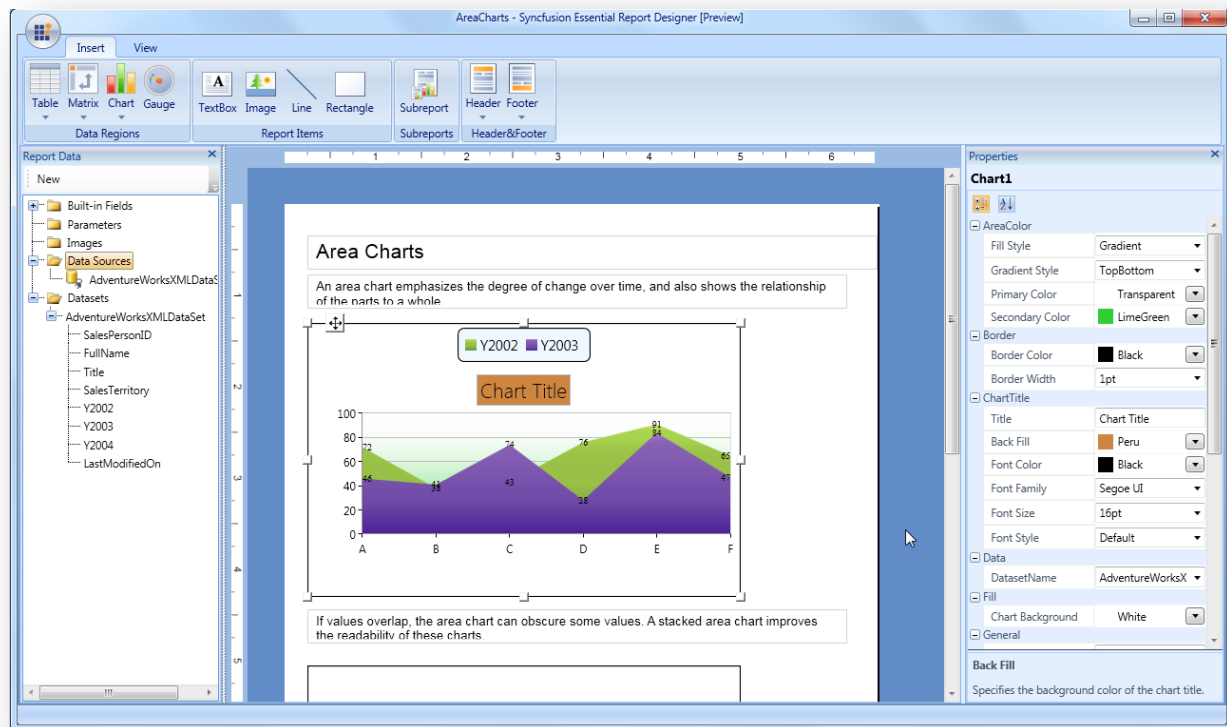 AreaCharts - Syncfusion Essential Report Designer [Preview]
Insert View
Table Matrix Chart Gauge
TextBox Image Line Rectangle
Subreport
Header Footer
Data Regions
Report Items
Subreports
Header&Footer
Report Data
New
Built-in Fields
Parameters
Images
Data Sources
AdventureWorksXMLDataS
Datasets
AdventureWorksXMLDataSet
SalesPersonID
FullName
Title
SalesTerritory
Y2002
Y2003
Y2004
LastModifiedOn
1 2 3 4 5 6
1
2
3
4
5
Area Charts
An area chart emphasizes the degree of change over time, and also shows the relationship
of the parts to a whole
Y2002 Y2003
Chart Title
100
80
60
40
20
0
72
46
38
74
43
76
28
91
84
65
47
A B C D E F
If values overlap, the area chart can obscure some values. A stacked area chart improves
the readability of these charts.
Properties
Chart1
AreaColor
Fill Style Gradient
Gradient Style TopBottom
Primary Color Transparent
Secondary Color LimeGreen
Border
Border Color Black
Border Width 1pt
ChartTitle
Title Chart Title
Back Fill Peru
Font Color Black
Font Family Segoe UI
Font Size 16pt
Font Style Default
Data
DatasetName AdventureWorksX
Fill
Chart Background White
General
Back Fill
Specifies the background color of the chart title.